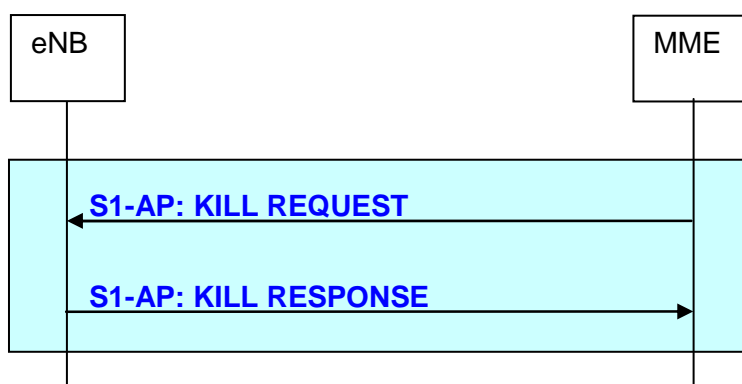 eNB
MME
S1-AP: KILL REQUEST
S1-AP: KILL RESPONSE